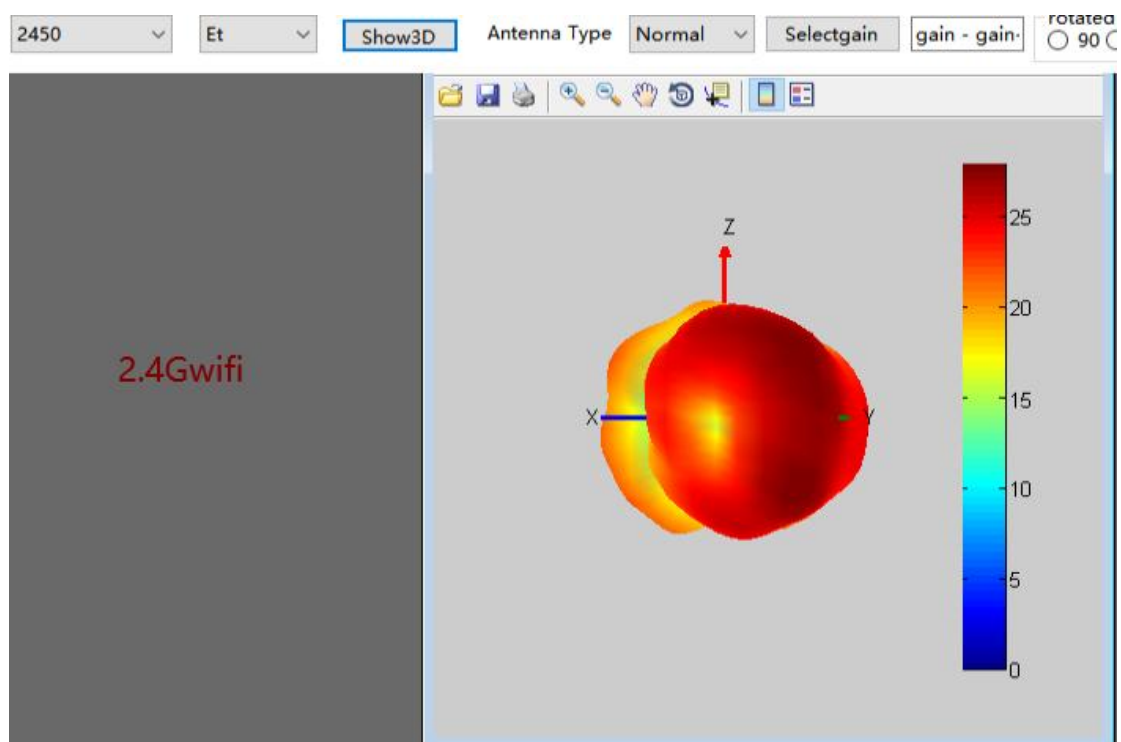 2450 Et Show3D Antenna Type Normal Selectgain gain - gain- rotated
90
Z
25
20
2.4Gwifi
15
X Y
10
5
0